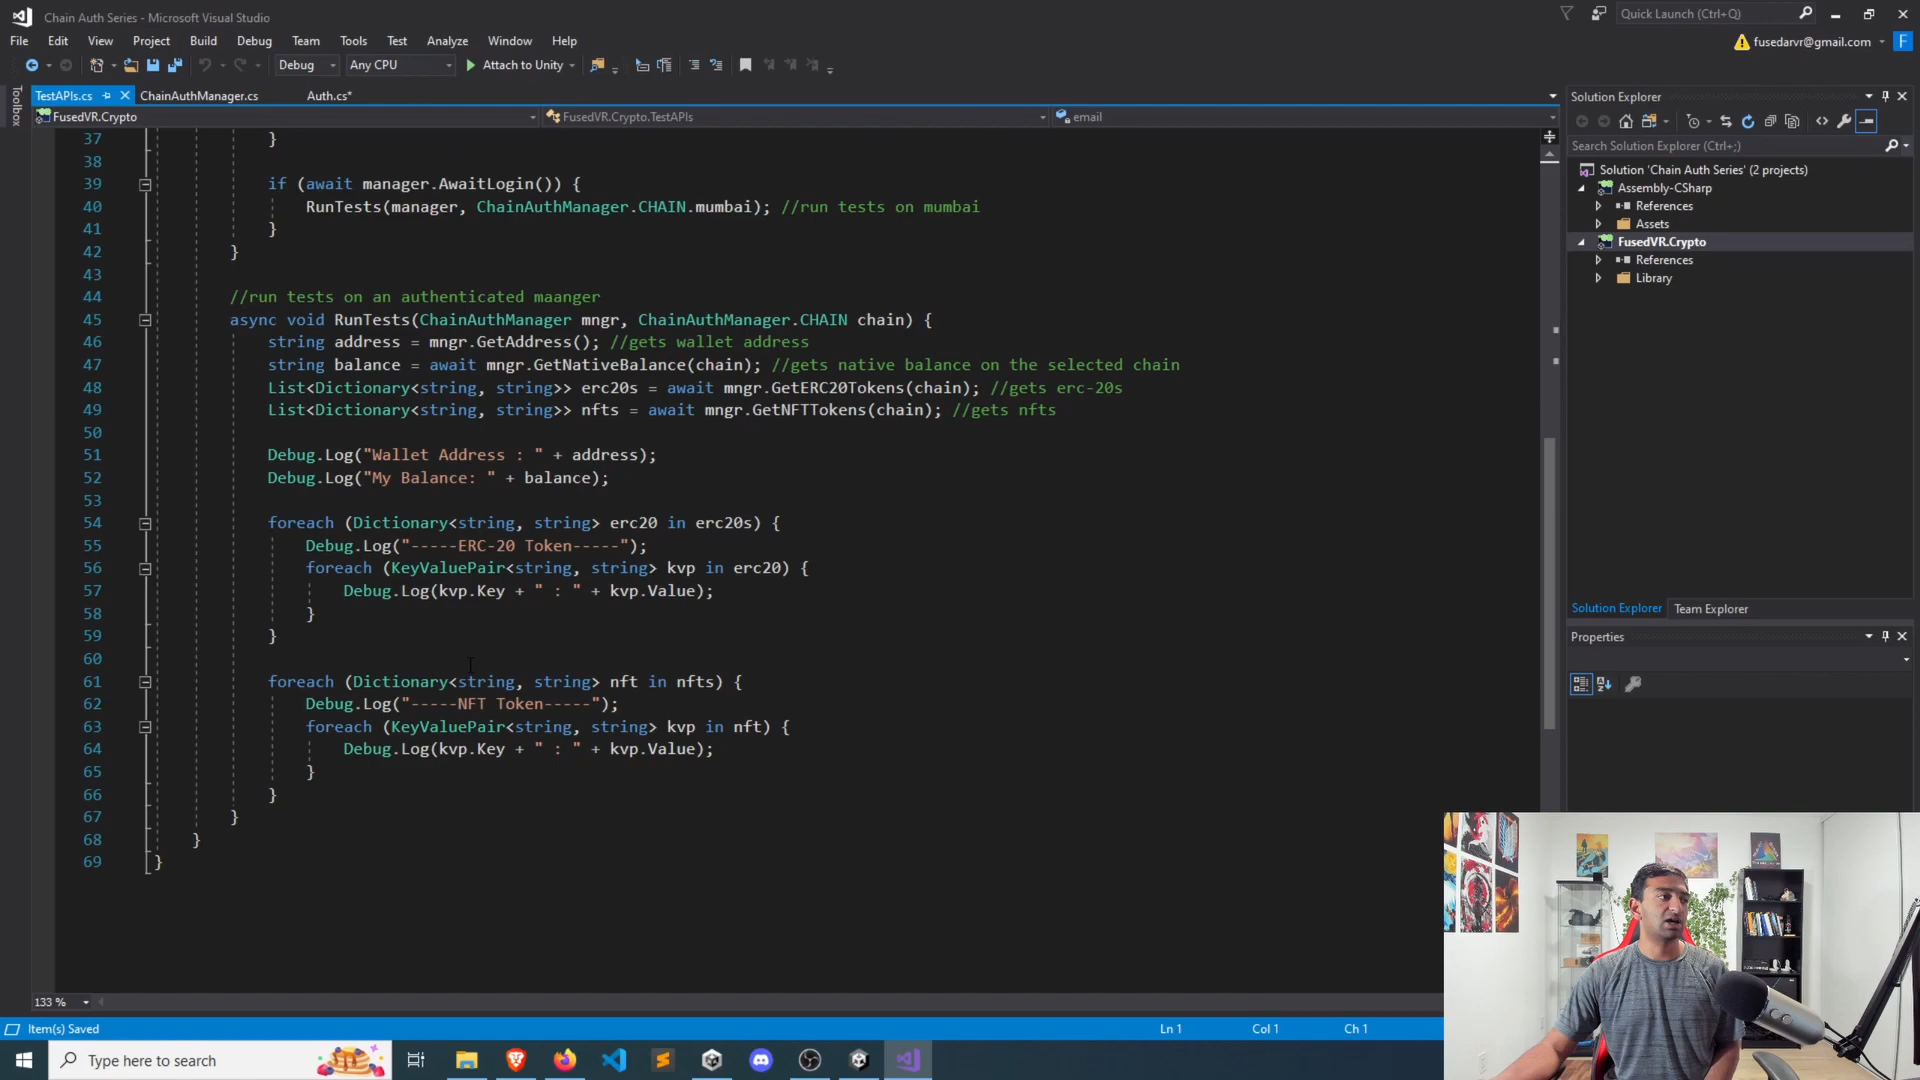 Chain Auth Series - Microsoft Visual Studio
Quick Launch (Ctrl+Q)
File Edit View Project Build Debug Team Tools Test Analyze Window Help
fusedarvr@gmail.com
F
Debug Any CPU Attach to Unity
Toolbox
TestAPIs.cs ChainAuthManager.cs Auth.cs*
FusedVR.Crypto FusedVR.Crypto.TestAPIs email
37 }
38
39 if (await manager.AwaitLogin()) {
40 RunTests(manager, ChainAuthManager.CHAIN.mumbai); //run tests on mumbai
41 }
42 }
43
44 //run tests on an authenticated maanger
45 async void RunTests(ChainAuthManager mngr, ChainAuthManager.CHAIN chain) {
46 string address = mngr.GetAddress(); //gets wallet address
47 string balance = await mngr.GetNativeBalance(chain); //gets native balance on the selected chain
48 List<Dictionary<string, string>> erc20s = await mngr.GetERC20Tokens(chain); //gets erc-20s
49 List<Dictionary<string, string>> nfts = await mngr.GetNFTTokens(chain); //gets nfts
50
51 Debug.Log("Wallet Address : " + address);
52 Debug.Log("My Balance: " + balance);
53
54 foreach (Dictionary<string, string> erc20 in erc20s) {
55 Debug.Log("-----ERC-20 Token-----");
56 foreach (KeyValuePair<string, string> kvp in erc20) {
57 Debug.Log(kvp.Key + " : " + kvp.Value);
58 }
59 }
60
61 foreach (Dictionary<string, string> nft in nfts) {
62 Debug.Log("-----NFT Token-----");
63 foreach (KeyValuePair<string, string> kvp in nft) {
64 Debug.Log(kvp.Key + " : " + kvp.Value);
65 }
66 }
67 }
68 }
69 }
133 %
Solution Explorer
Search Solution Explorer (Ctrl+;)
Solution 'Chain Auth Series' (2 projects)
Assembly-CSharp
References
Assets
FusedVR.Crypto
References
Library
Solution Explorer Team Explorer
Properties
Item(s) Saved Ln 1 Col 1 Ch 1
Type here to search